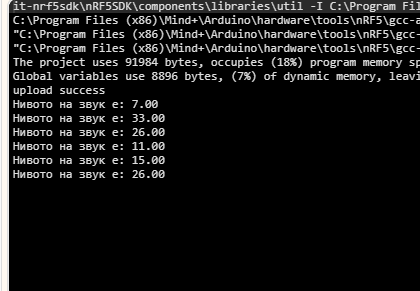 it-nrf5sdk\nRF5SDK\components\libraries\util -I C:\Program Fil
C:\Program Files (x86)\Mind+\Arduino\hardware\tools\nRF5\gcc-
"C:\Program Files (x86)\Mind+\Arduino\hardware\tools\nRF5\gcc-
"C:\Program Files (x86)\Mind+\Arduino\hardware\tools\nRF5\gcc-
The project uses 91984 bytes, occupies (18%) program memory sp
Global variables use 8896 bytes, (7%) of dynamic memory, leavi
upload success
Нивото на звук е: 7.00
Нивото на звук е: 33.00
Нивото на звук е: 26.00
Нивото на звук е: 11.00
Нивото на звук е: 15.00
Нивото на звук е: 26.00